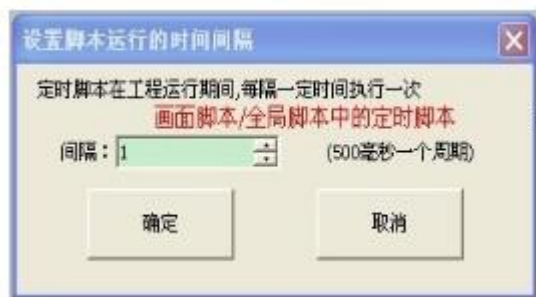 设置脚本运行的时间间隔
定时脚本在工程运行期间,每隔一定时间执行一次
画面脚本/全局脚本中的定时脚本
间隔：1 (500毫秒一个周期)
确定 取消